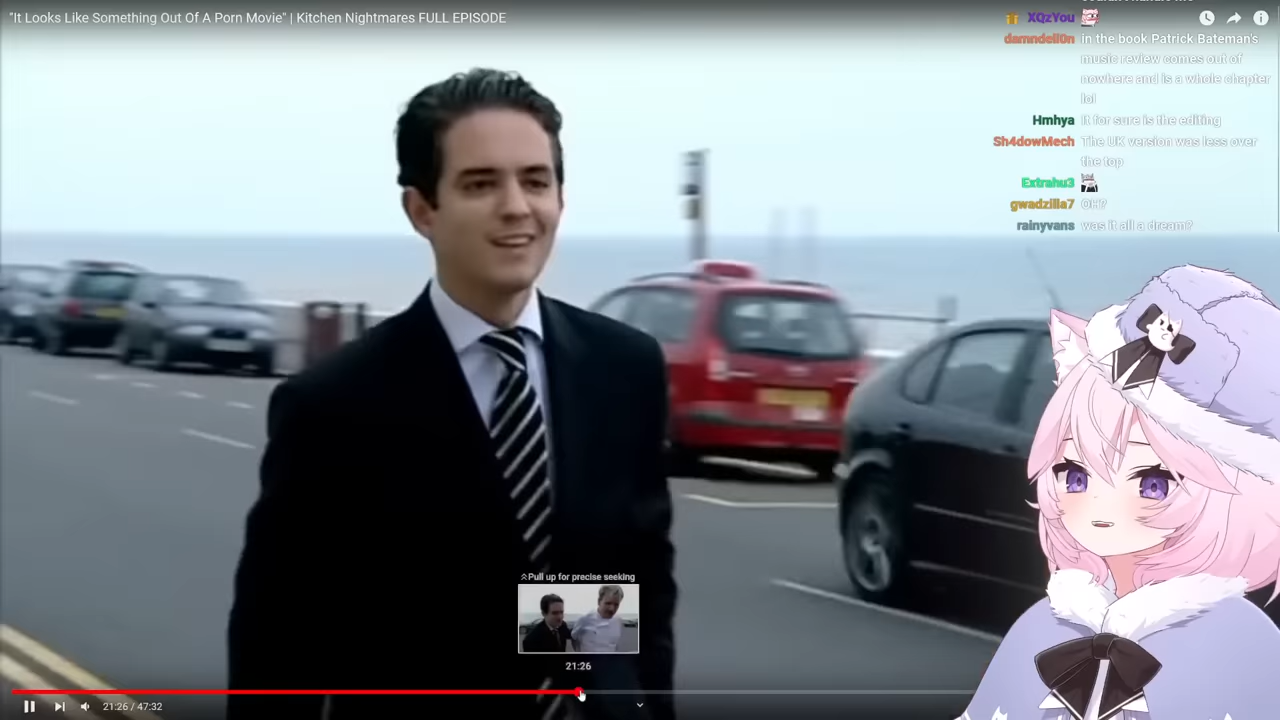 "It Looks Like Something Out Of A Porn Movie" | Kitchen Nightmares FULL EPISODE
XQzYou
damndell0n in the book Patrick Bateman's
music review comes out of
nowhere and is a whole chapter
lol
Hmhya It for sure is the editing
Sh4dowMech The UK version was less over
the top
Extrahu3
gwadzilla7 OH?
rainyvans was it all a dream?
Pull up for precise seeking
21:26
21:26 / 47:32